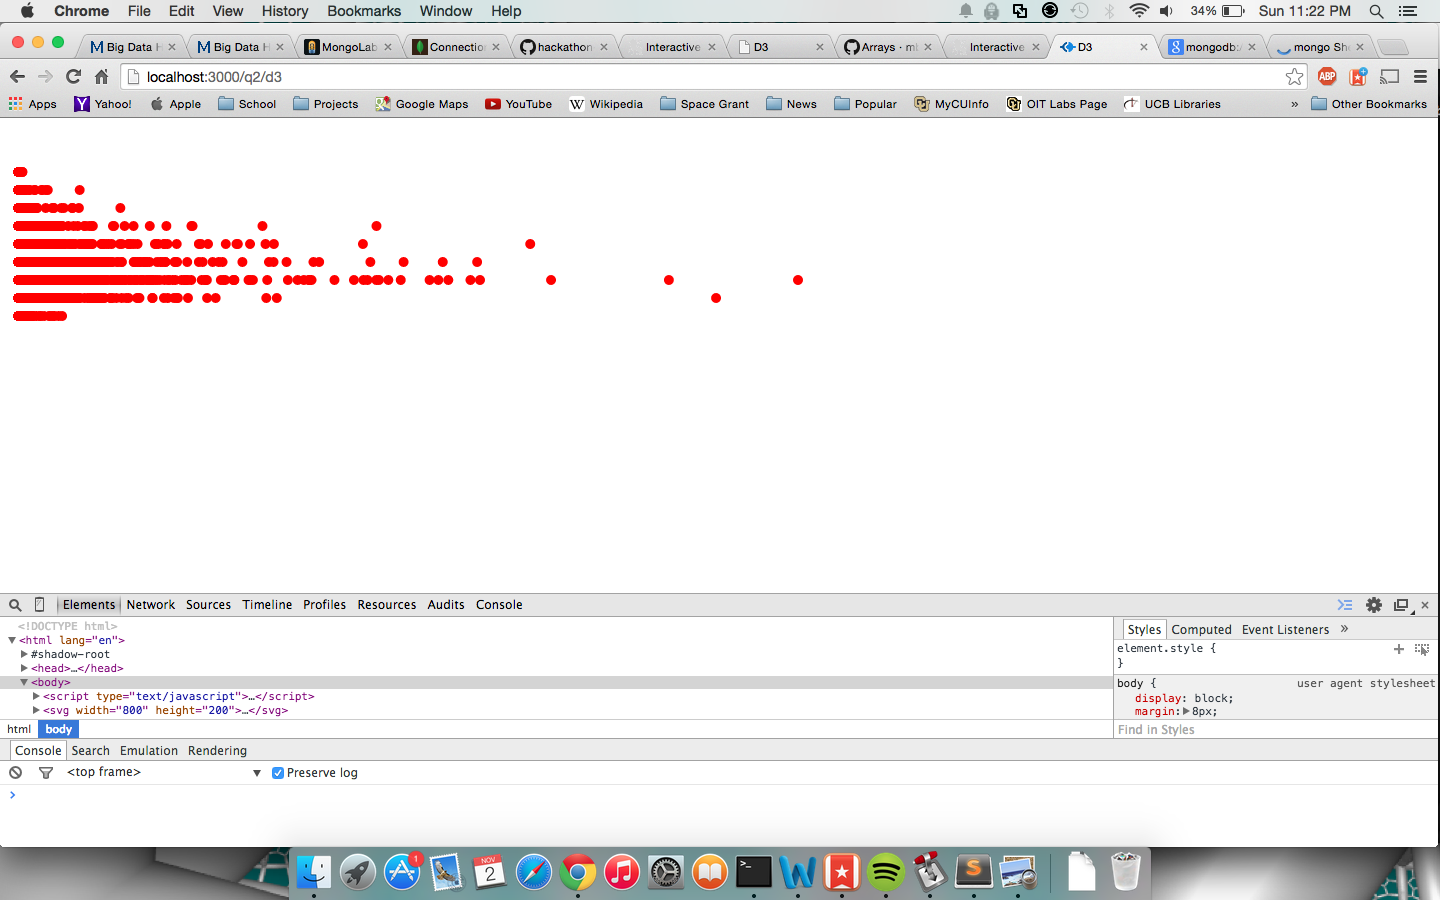 Chrome File Edit View History Bookmarks Window Help 34% Sun 11:22 PM
Big Data H Big Data H MongoLab Connection hackathon Interactive D3 Arrays · ml Interactive D3 mongodb: mongo She
localhost:3000/q2/d3 ABP
Apps Yahoo! Apple School Projects Google Maps YouTube Wikipedia Space Grant News Popular MyCUInfo OIT Labs Page UCB Libraries » Other Bookmarks
Elements Network Sources Timeline Profiles Resources Audits Console
<!DOCTYPE html>
<html lang="en">
#shadow-root
<head>…</head>
<body>
<script type="text/javascript">…</script>
<svg width="800" height="200">…</svg>
html body
Styles Computed Event Listeners »
element.style {
}
body { user agent stylesheet
display: block;
margin: 8px;
Find in Styles
Console Search Emulation Rendering
<top frame> Preserve log
>
1
NOV
2